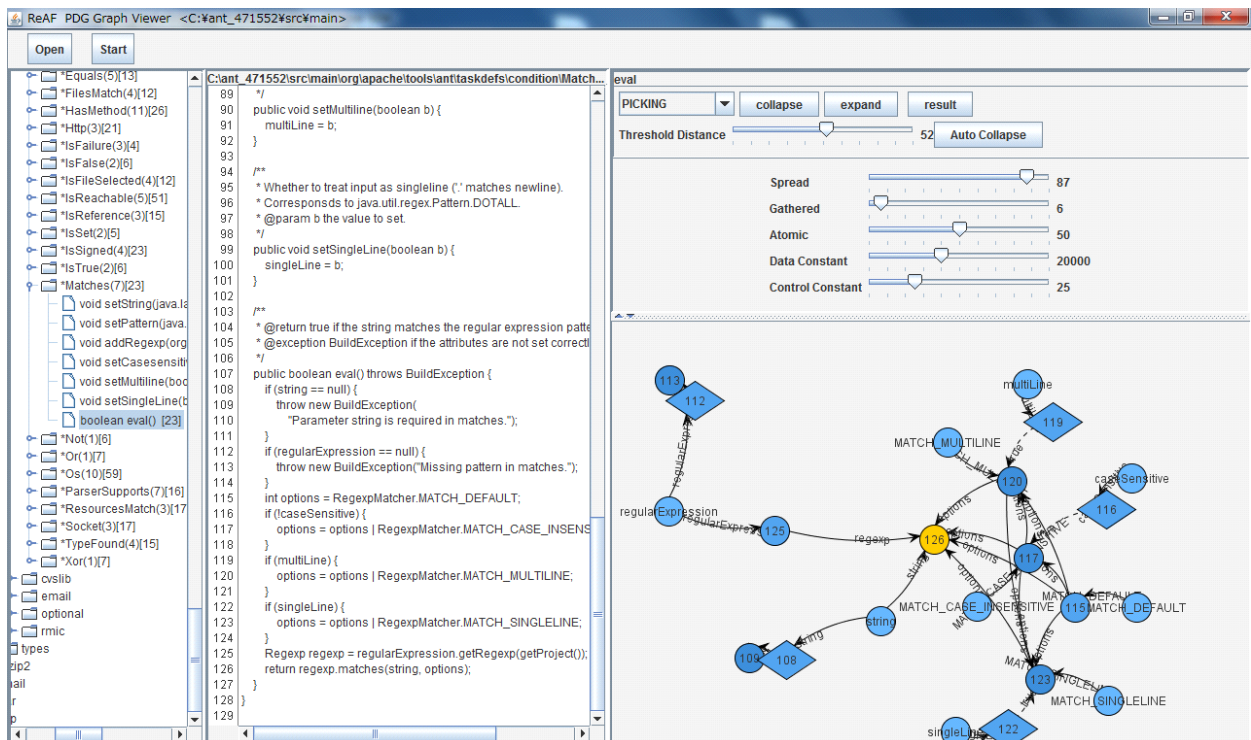 ReAF PDG Graph Viewer <C:¥ant_471552¥src¥main>
Open Start
*Equals(5)[13]
*FilesMatch(4)[12]
*HasMethod(11)[26]
*Http(3)[21]
*IsFailure(3)[4]
*IsFalse(2)[6]
*IsFileSelected(4)[12]
*IsReachable(5)[51]
*IsReference(3)[15]
*IsSet(2)[5]
*IsSigned(4)[23]
*IsTrue(2)[6]
*Matches(7)[23]
void setString(java.la
void setPattern(java.
void addRegexp(org
void setCasesensiti
void setMultiline(boo
void setSingleLine(b
boolean eval() [23]
*Not(1)[6]
*Or(1)[7]
*Os(10)[59]
*ParserSupports(7)[16]
*ResourcesMatch(3)[17
*Socket(3)[17]
*TypeFound(4)[15]
*Xor(1)[7]
cvslib
email
optional
rmic
types
zip2
ail
r
p
C:\ant_471552\src\main\org\apache\tools\ant\taskdefs\condition\Match...
89 */
90 public void setMultiline(boolean b) {
91 multiLine = b;
92 }
93
94 /**
95 * Whether to treat input as singleline ('.' matches newline).
96 * Corresponsds to java.util.regex.Pattern.DOTALL.
97 * @param b the value to set.
98 */
99 public void setSingleLine(boolean b) {
100 singleLine = b;
101 }
102
103 /**
104 * @return true if the string matches the regular expression patte
105 * @exception BuildException if the attributes are not set correctl
106 */
107 public boolean eval() throws BuildException {
108 if (string == null) {
109 throw new BuildException(
110 "Parameter string is required in matches.");
111 }
112 if (regularExpression == null) {
113 throw new BuildException("Missing pattern in matches.");
114 }
115 int options = RegexpMatcher.MATCH_DEFAULT;
116 if (!caseSensitive) {
117 options = options | RegexpMatcher.MATCH_CASE_INSENS
118 }
119 if (multiLine) {
120 options = options | RegexpMatcher.MATCH_MULTILINE;
121 }
122 if (singleLine) {
123 options = options | RegexpMatcher.MATCH_SINGLELINE;
124 }
125 Regexp regexp = regularExpression.getRegexp(getProject());
126 return regexp.matches(string, options);
127 }
128 }
129
eval
PICKING collapse expand result
Threshold Distance 52 Auto Collapse
Spread 87
Gathered 6
Atomic 50
Data Constant 20000
Control Constant 25
113
112
multiLine
119
MATCH_MULTILINE
120
caseSensitive
116
regularExpression
regularExpr
125
regexp
126
options
options
options
117
string
MATCH_CASE_INSENSITIVE
115
MATCH_DEFAULT
string
109
108
123
MATCH_SINGLELINE
singleLine
122